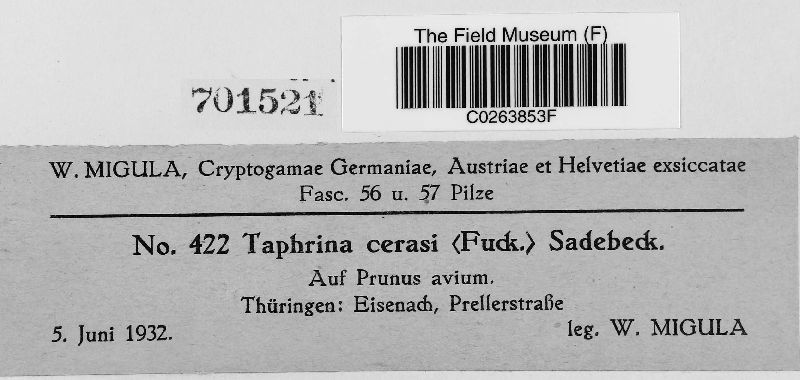 The Field Museum (F)
701521
C0263853F
W. MIGULA, Cryptogamae Germaniae, Austriae et Helvetiae exsiccatae
Fasc. 56 u. 57 Pilze
No. 422 Taphrina cerasi (Fuck.) Sadebeck.
Auf Prunus avium.
Thüringen: Eisenach, Prellerstraße
5. Juni 1932.
leg. W. MIGULA